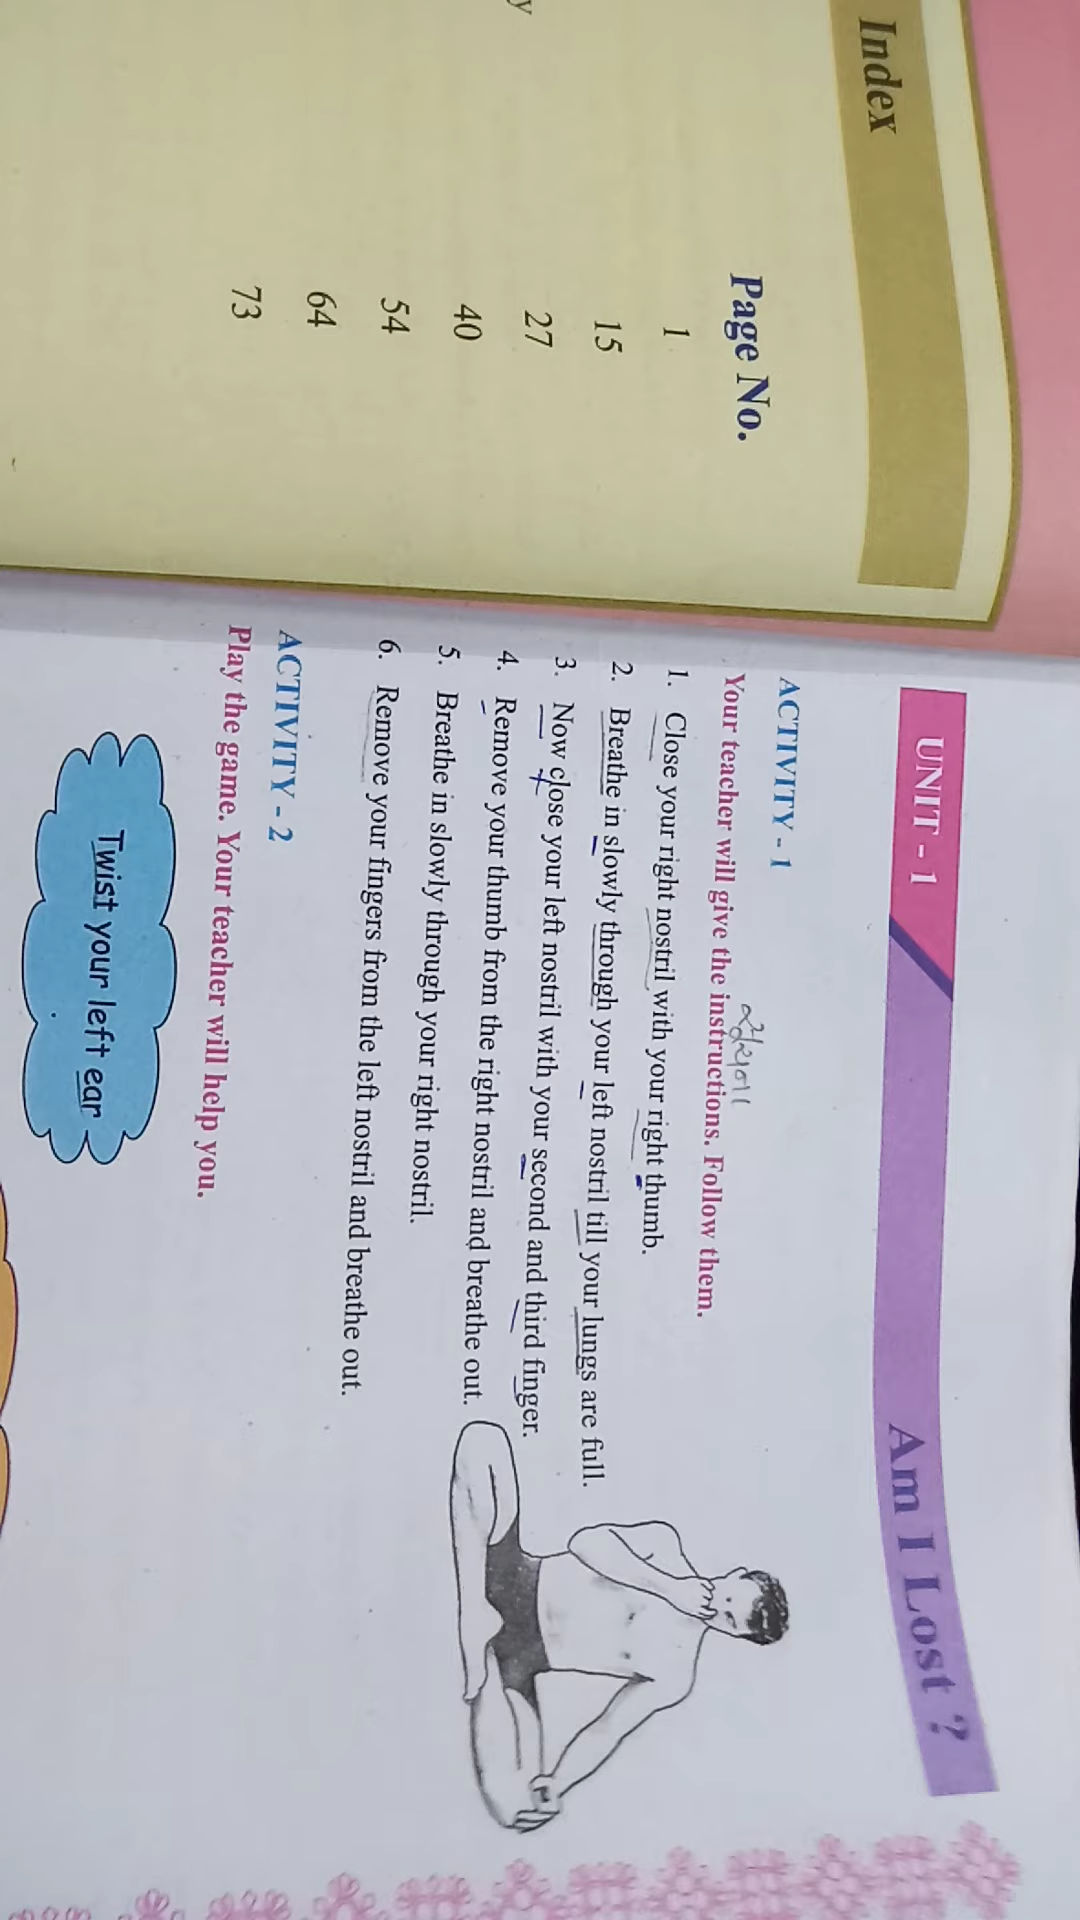 Index
Page No.
1
15
27
40
54
64
73
UNIT - 1
Am I Lost ?
ACTIVITY - 1
સૂચના
Your teacher will give the instructions. Follow them.
1. Close your right nostril with your right thumb.
2. Breathe in slowly through your left nostril till your lungs are full.
3. Now close your left nostril with your second and third finger.
4. Remove your thumb from the right nostril and breathe out.
5. Breathe in slowly through your right nostril.
6. Remove your fingers from the left nostril and breathe out.
ACTIVITY - 2
Play the game. Your teacher will help you.
Twist your left ear